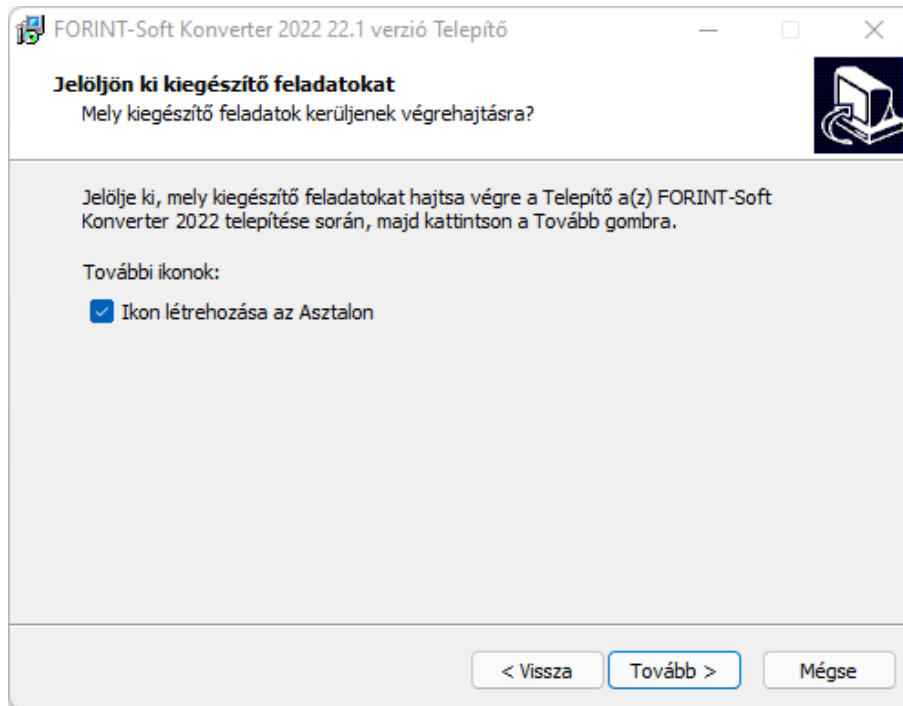 FORINT-Soft Konverter 2022 22.1 verzió Telepítő
Jelöljön ki kiegészítő feladatokat
Mely kiegészítő feladatok kerüljenek végrehajtásra?
Jelölje ki, mely kiegészítő feladatokat hajtsa végre a Telepítő a(z) FORINT-Soft
Konverter 2022 telepítése során, majd kattintson a Tovább gombra.
További ikonok:
Ikon létrehozása az Asztalon
< Vissza
Tovább >
Mégse